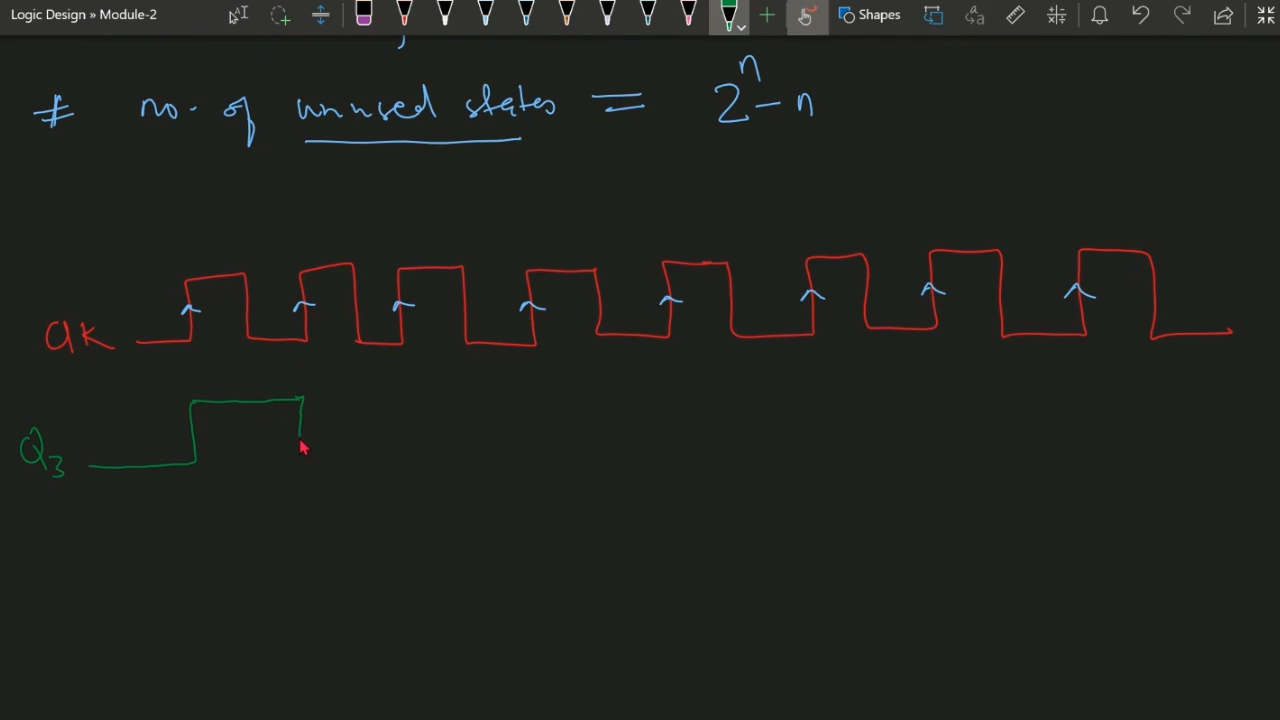 Logic Design » Module-2
Shapes
# no. of unused states = 2^n - n
Clk
Q3